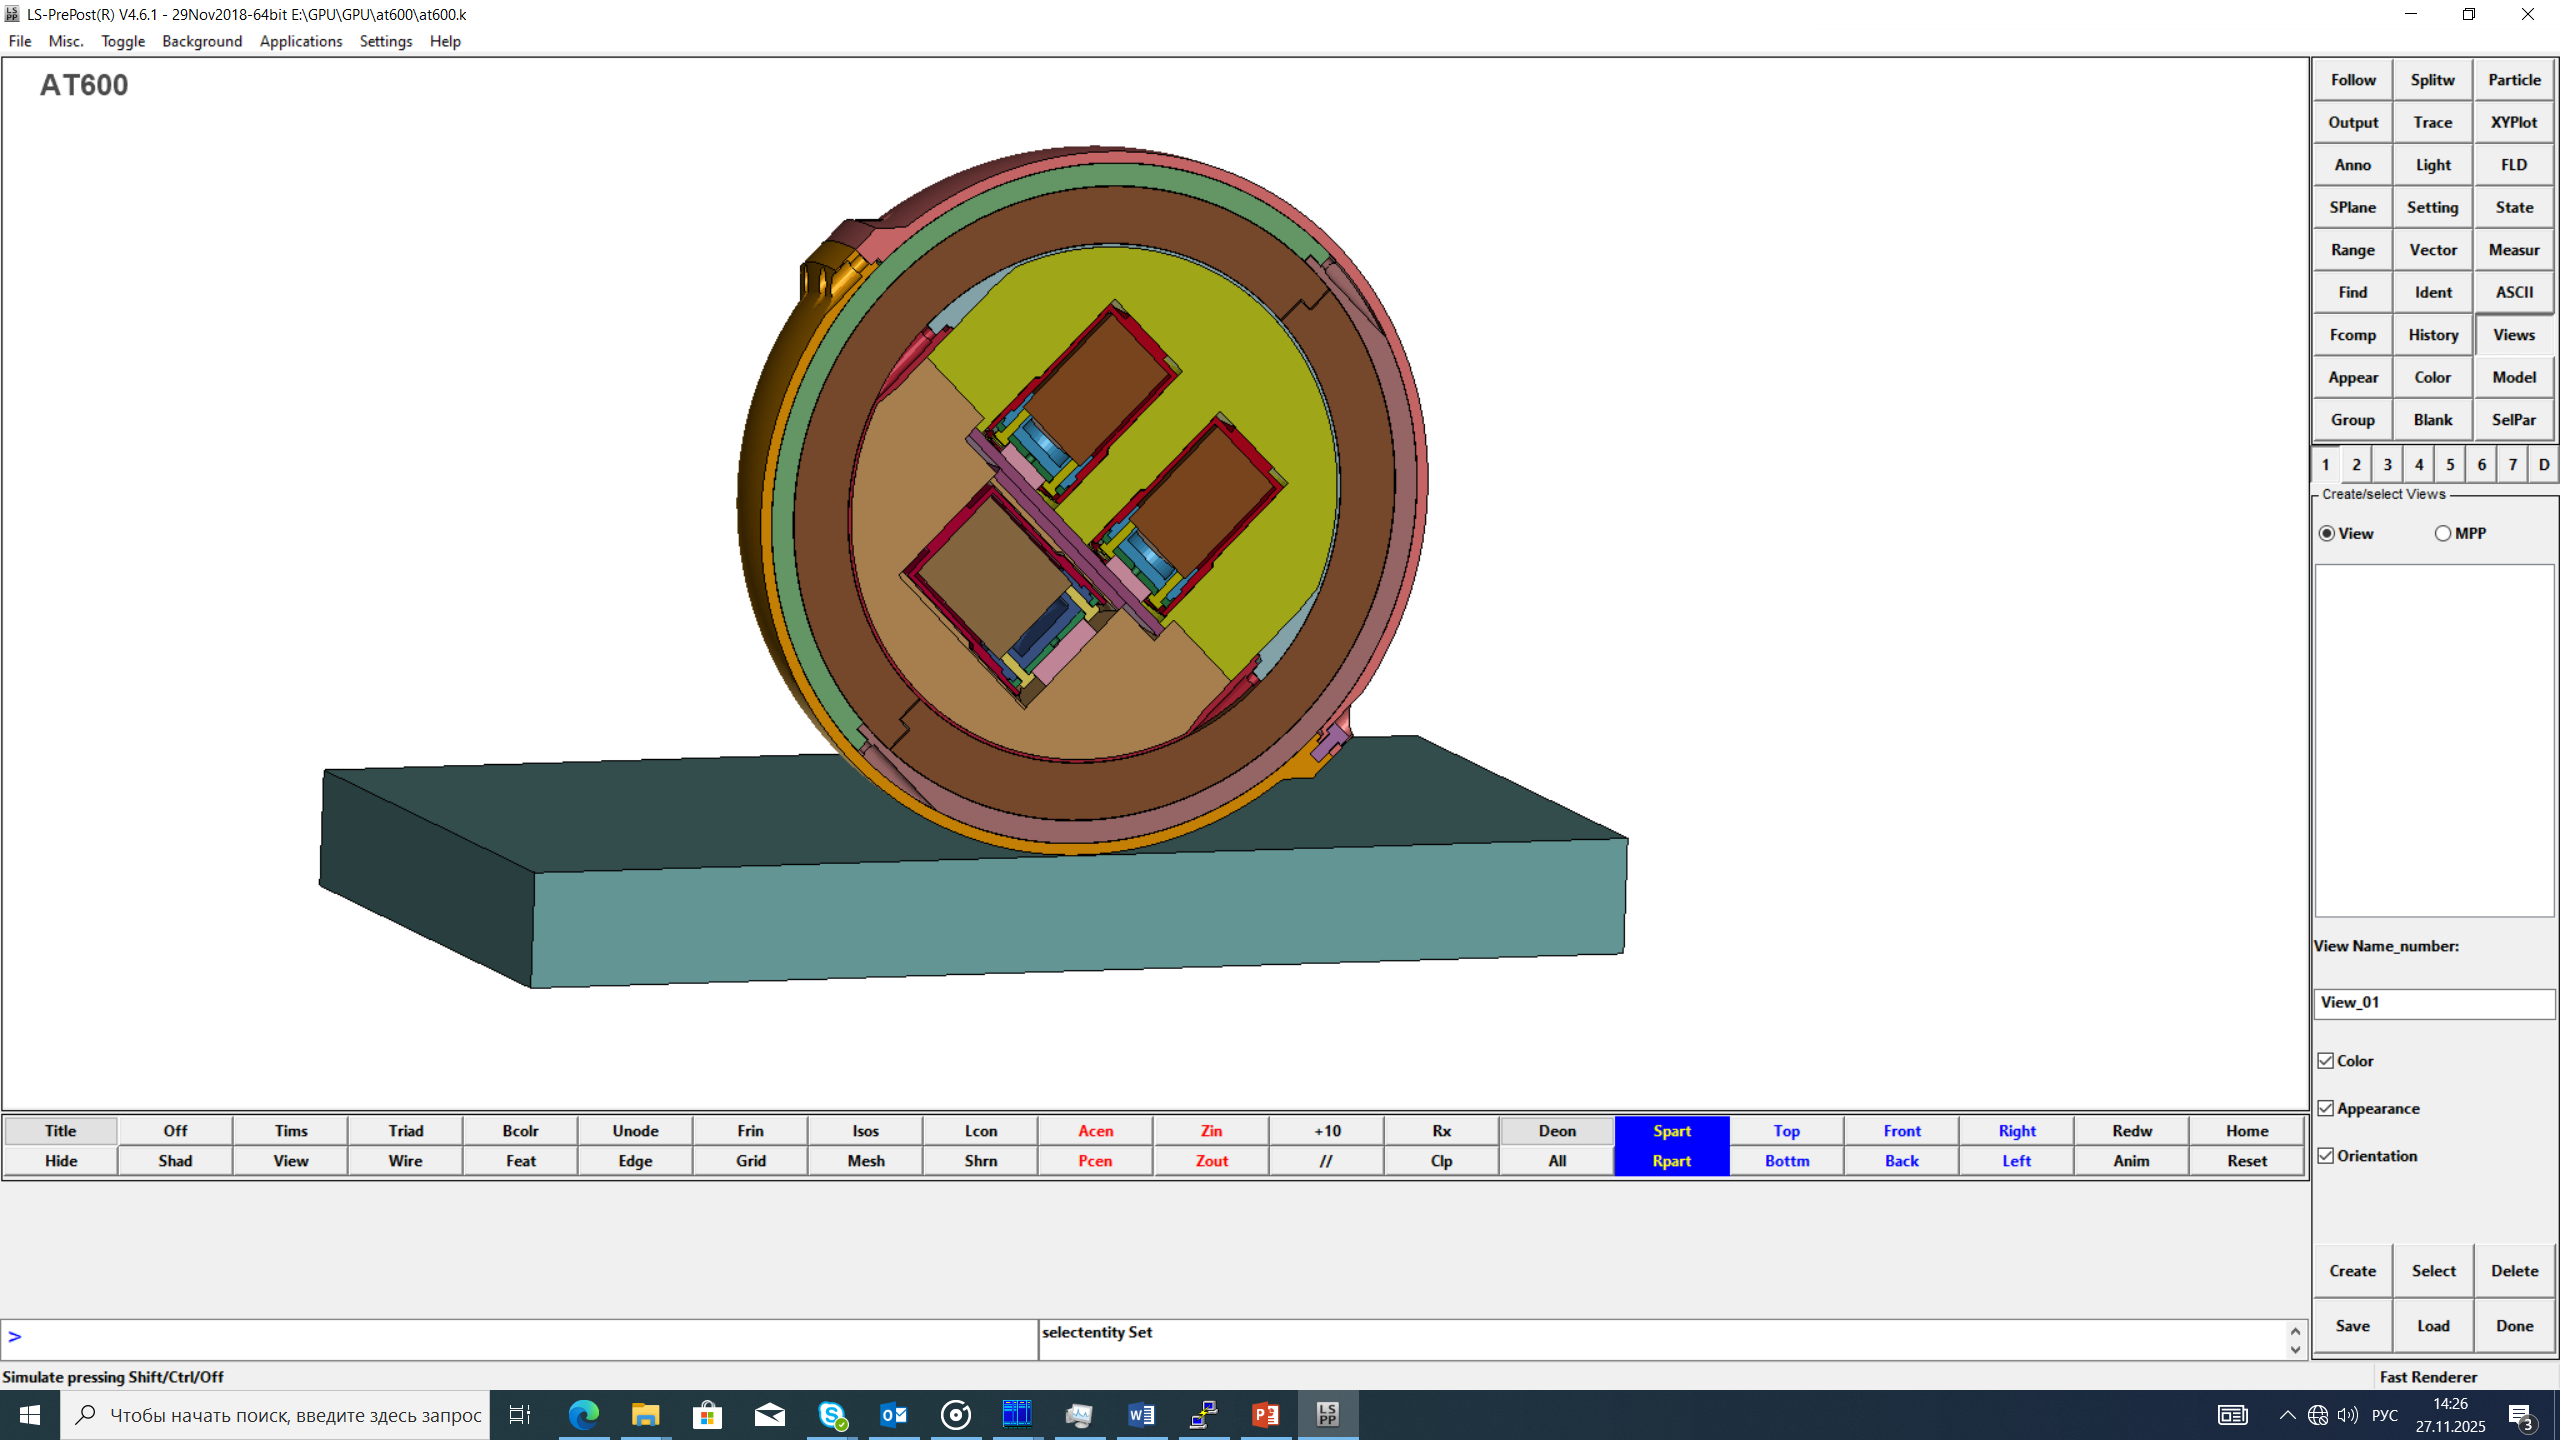 LS-PrePost(R) V4.6.1 - 29Nov2018-64bit E:\GPU\GPU\at600\at600.k
File Misc. Toggle Background Applications Settings Help
AT600
Follow Splitw Particle
Output Trace XYPlot
Anno Light FLD
SPlane Setting State
Range Vector Measur
Find Ident ASCII
Fcomp History Views
Appear Color Model
Group Blank SelPar
1 2 3 4 5 6 7 D
Create/select Views
View MPP
View Name_number:
View_01
Color
Appearance
Orientation
Create Select Delete
Save Load Done
Title Off Tims Triad Bcolr Unode Frin Isos Lcon Acen Zin +10 Rx Deon Spart Top Front Right Redw Home
Hide Shad View Wire Feat Edge Grid Mesh Shrn Pcen Zout // Clp All Rpart Bottm Back Left Anim Reset
>
selectentity Set
Simulate pressing Shift/Ctrl/Off
Fast Renderer
Чтобы начать поиск, введите здесь запрос
РУС
14:26
27.11.2025
3